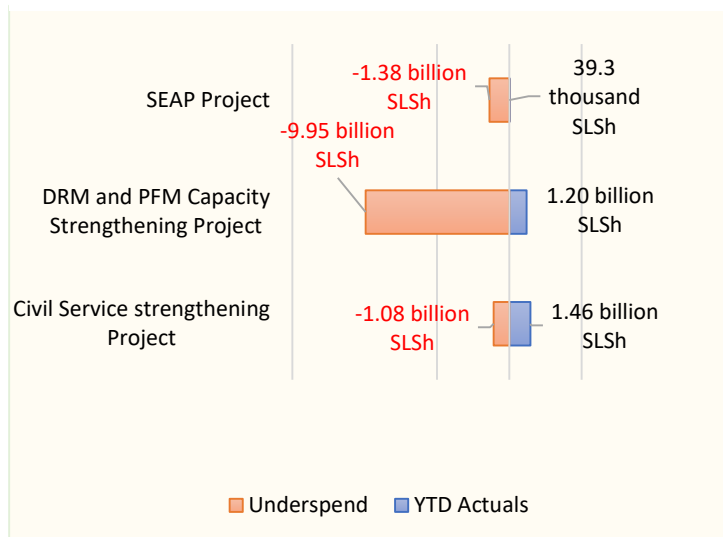 SEAP Project
-1.38 billion
SLSh
39.3
thousand
SLSh
DRM and PFM Capacity
Strengthening Project
-9.95 billion
SLSh
1.20 billion
SLSh
Civil Service strengthening
Project
-1.08 billion
SLSh
1.46 billion
SLSh
Underspend
YTD Actuals